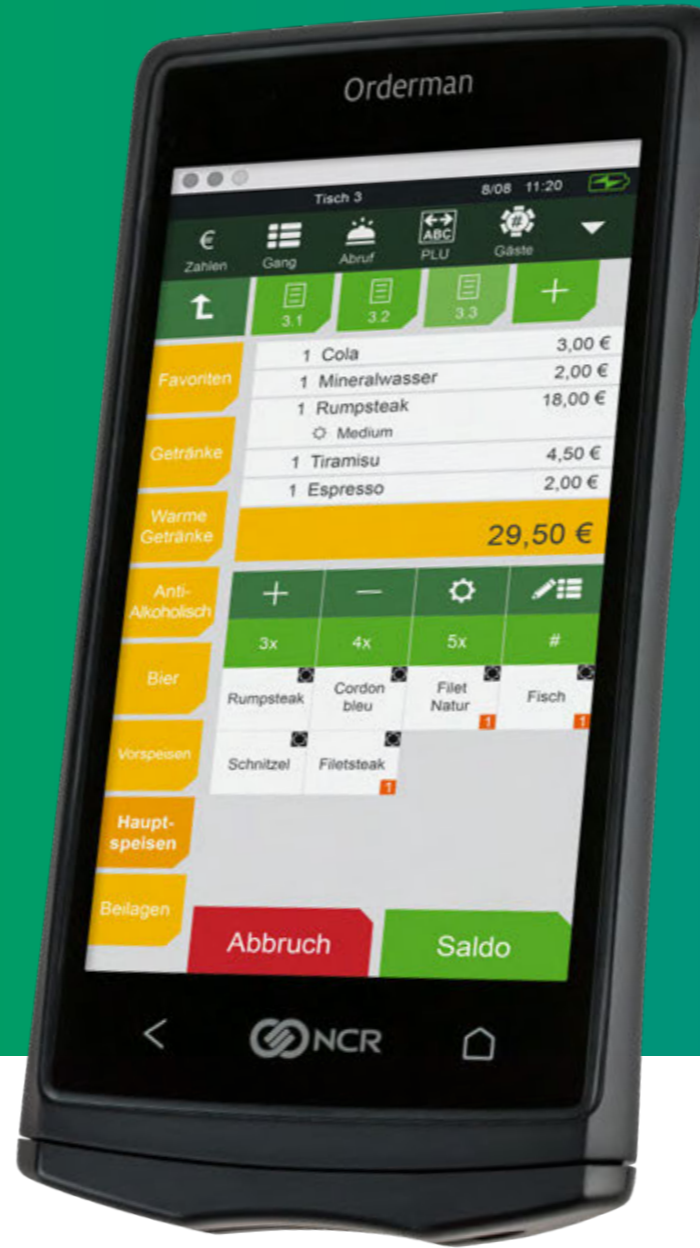 Orderman
Tisch 3 8/08 11:20
€ ABC #
Zahlen Gang Abruf PLU Gäste
3.1 3.2 3.3 +
Favoriten
Getränke
Warme
Getränke
Anti-
Alkoholisch
Bier
Vorspeisen
Haupt-
speisen
Beilagen
1 Cola 3,00 €
1 Mineralwasser 2,00 €
1 Rumpsteak 18,00 €
Medium
1 Tiramisu 4,50 €
1 Espresso 2,00 €
29,50 €
+ —
3x 4x 5x #
Rumpsteak
Cordon
bleu
Filet
Natur
1
Fisch
1
Schnitzel
Filetsteak
1
Abbruch Saldo
NCR